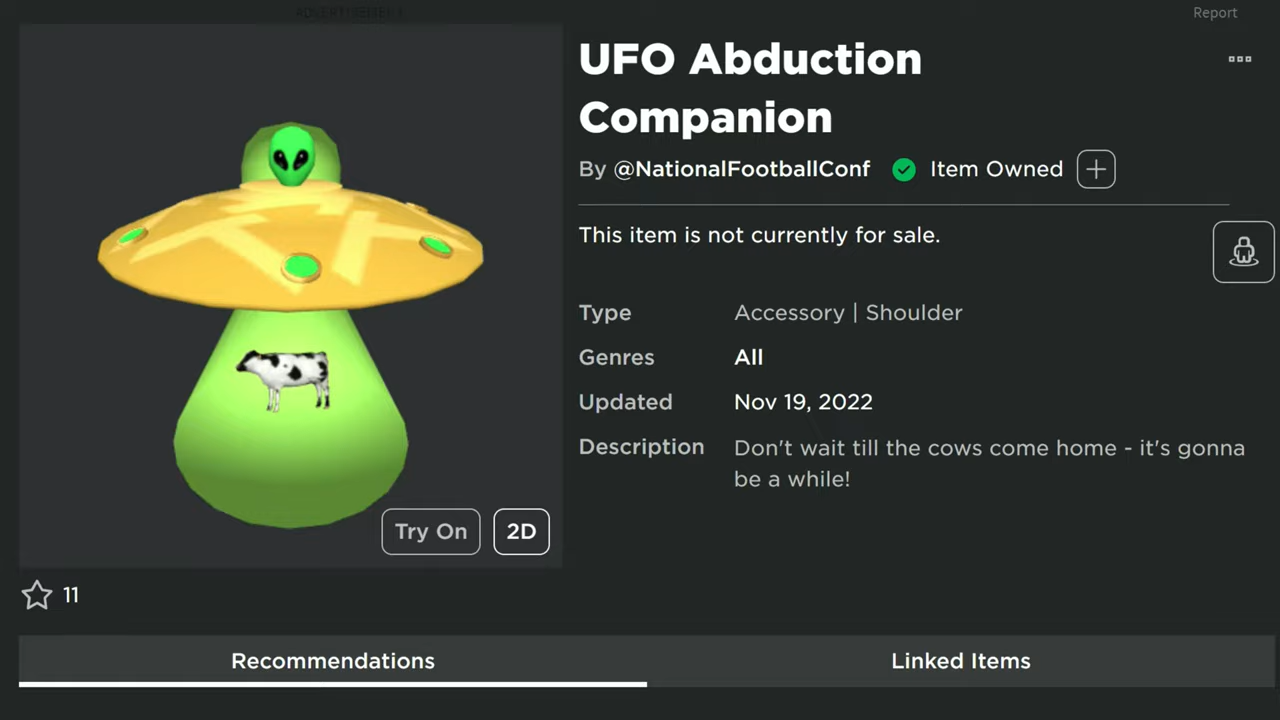 ADVERTISEMENT
Report
UFO Abduction
Companion
By @NationalFootballConf Item Owned
This item is not currently for sale.
Type Accessory | Shoulder
Genres All
Updated Nov 19, 2022
Description Don't wait till the cows come home - it's gonna
be a while!
Try On 2D
11
Recommendations Linked Items